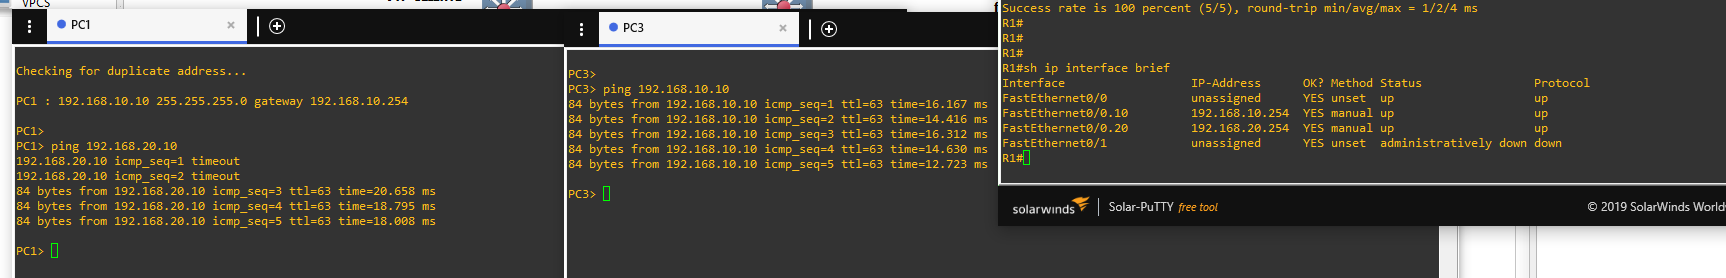 VPCS
PC1 ×
Checking for duplicate address...
PC1 : 192.168.10.10 255.255.255.0 gateway 192.168.10.254
PC1>
PC1> ping 192.168.20.10
192.168.20.10 icmp_seq=1 timeout
192.168.20.10 icmp_seq=2 timeout
84 bytes from 192.168.20.10 icmp_seq=3 ttl=63 time=20.658 ms
84 bytes from 192.168.20.10 icmp_seq=4 ttl=63 time=18.795 ms
84 bytes from 192.168.20.10 icmp_seq=5 ttl=63 time=18.008 ms
PC1>
PC3 ×
PC3>
PC3> ping 192.168.10.10
84 bytes from 192.168.10.10 icmp_seq=1 ttl=63 time=16.167 ms
84 bytes from 192.168.10.10 icmp_seq=2 ttl=63 time=14.416 ms
84 bytes from 192.168.10.10 icmp_seq=3 ttl=63 time=16.312 ms
84 bytes from 192.168.10.10 icmp_seq=4 ttl=63 time=14.630 ms
84 bytes from 192.168.10.10 icmp_seq=5 ttl=63 time=12.723 ms
PC3>
Success rate is 100 percent (5/5), round-trip min/avg/max = 1/2/4 ms
R1#
R1#
R1#
R1#sh ip interface brief
Interface IP-Address OK? Method Status Protocol
FastEthernet0/0 unassigned YES unset up up
FastEthernet0/0.10 192.168.10.254 YES manual up up
FastEthernet0/0.20 192.168.20.254 YES manual up up
FastEthernet0/1 unassigned YES unset administratively down down
R1#
solarwinds Solar-PuTTY free tool © 2019 SolarWinds World